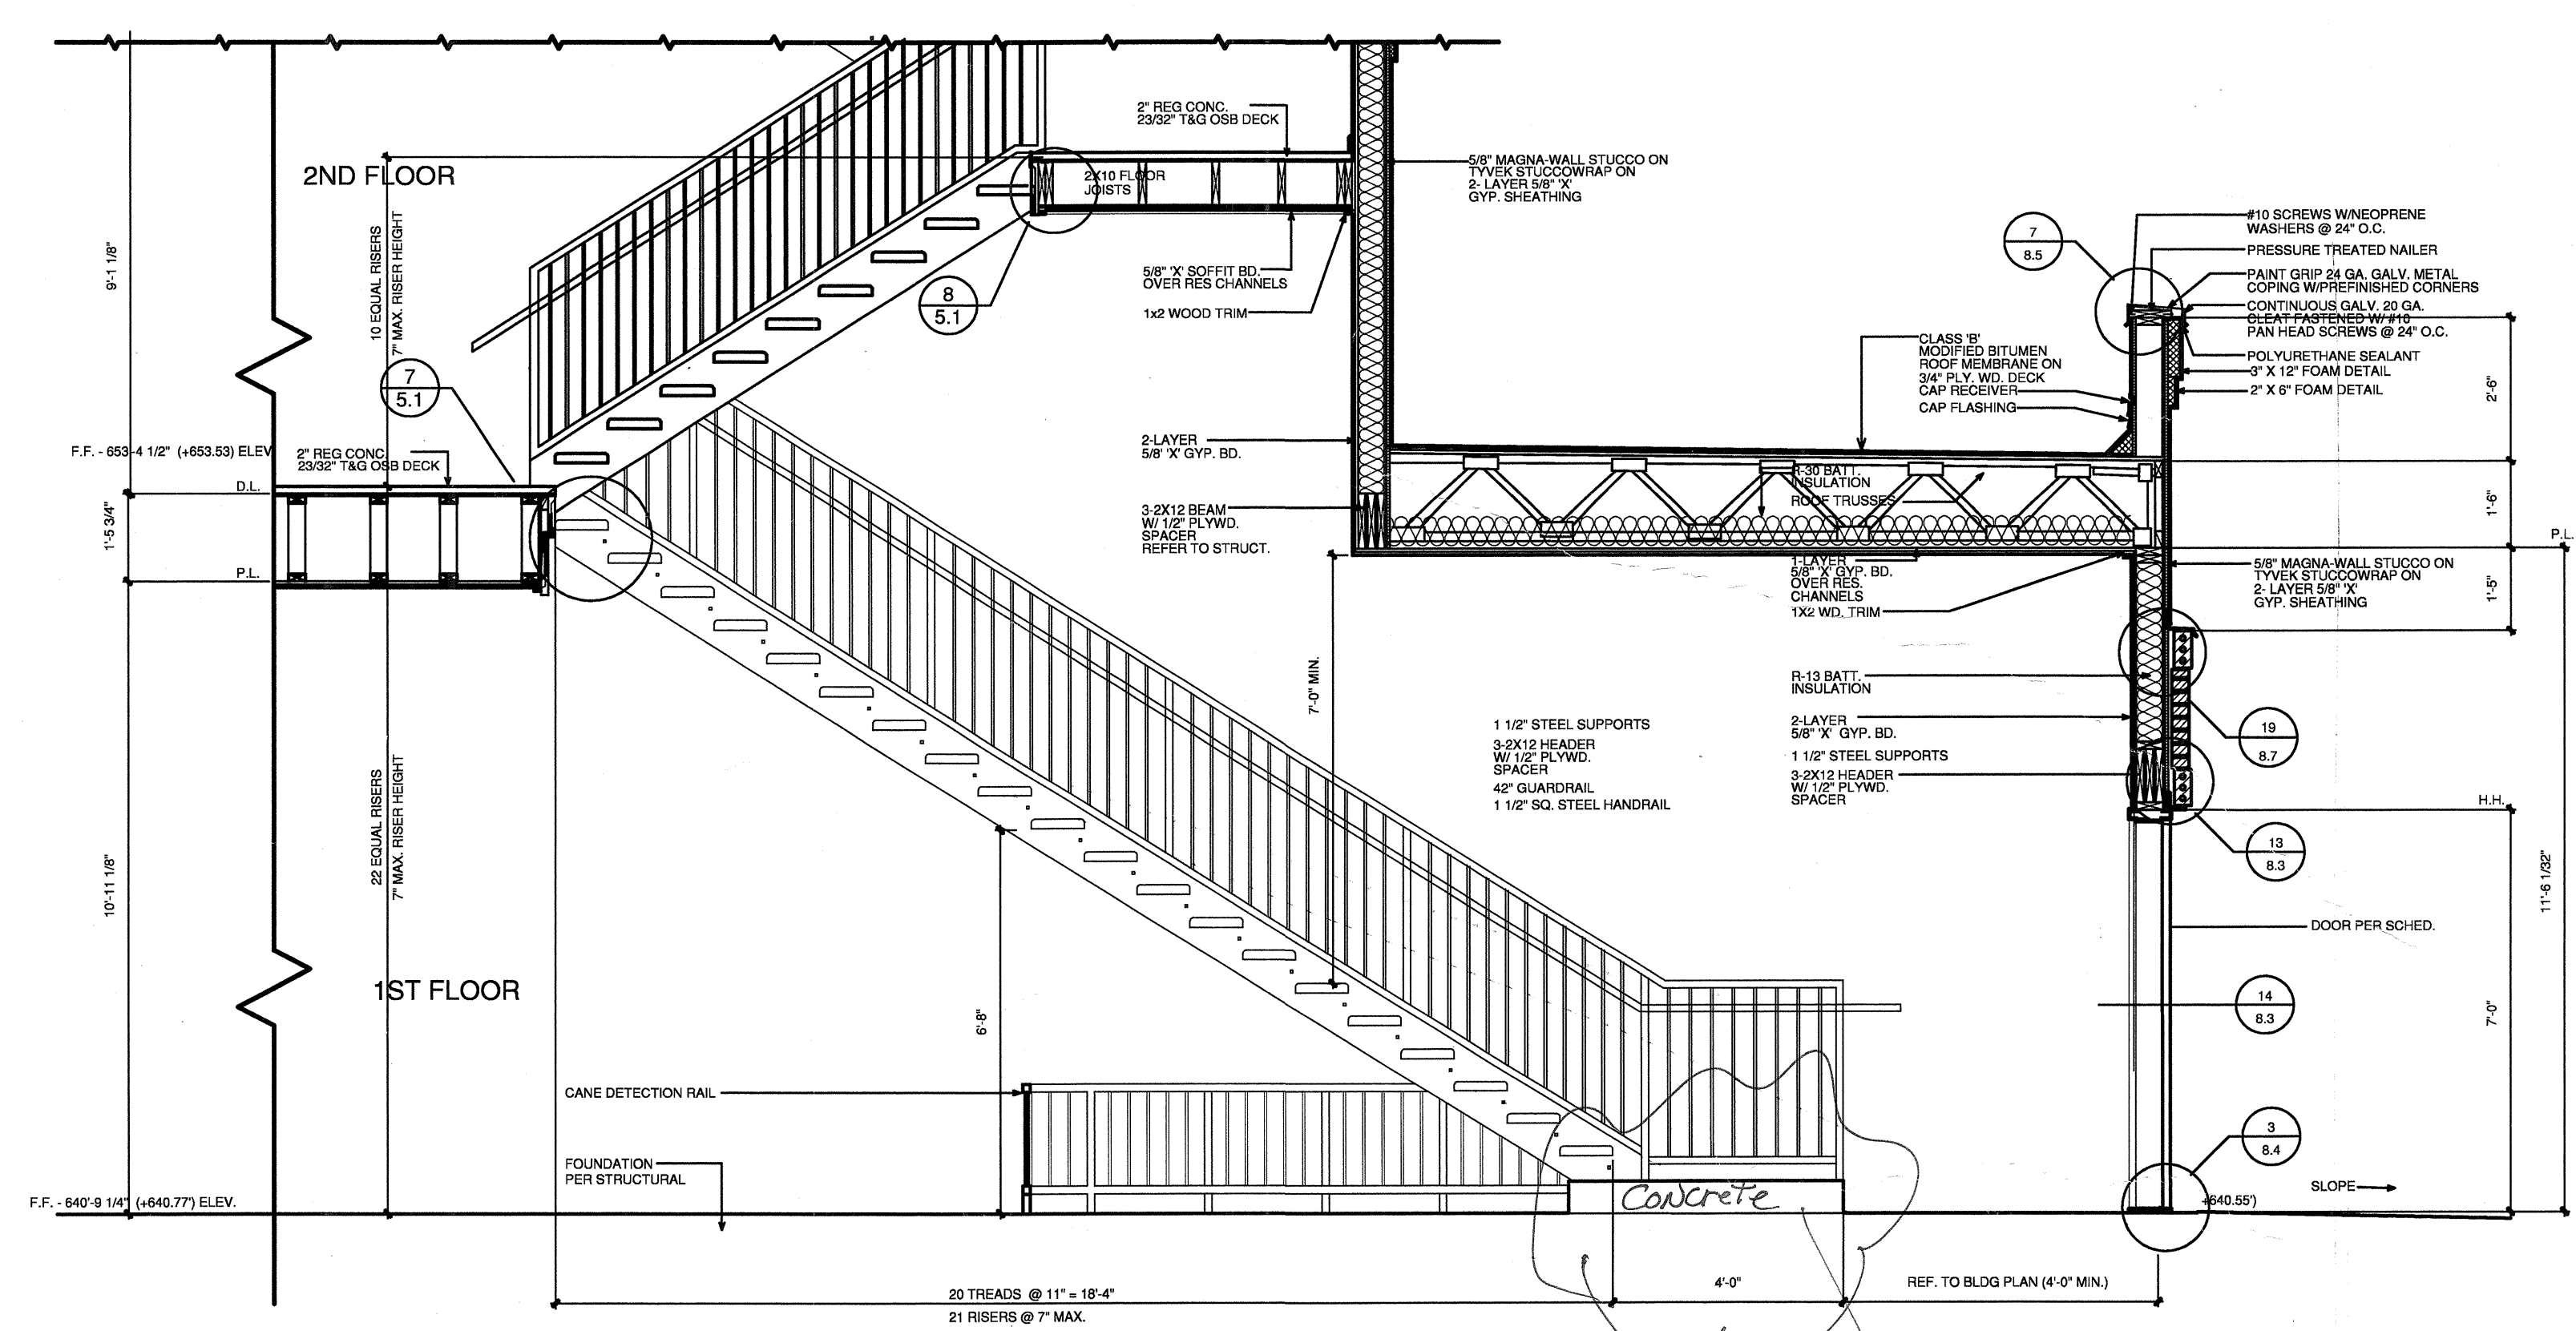 2" REG CONC.
23/32" T&G OSB DECK
2ND FLOOR
2X10 FLOOR
JOISTS
5/8" MAGNA-WALL STUCCO ON
TYVEK STUCCOWRAP ON
2- LAYER 5/8" 'X'
GYP. SHEATHING
9'-1 1/8"
10 EQUAL RISERS
7" MAX. RISER HEIGHT
5/8" 'X' SOFFIT BD.
OVER RES CHANNELS
1x2 WOOD TRIM
8
5.1
7
5.1
7
8.5
#10 SCREWS W/NEOPRENE
WASHERS @ 24" O.C.
PRESSURE TREATED NAILER
PAINT GRIP 24 GA. GALV. METAL
COPING W/PREFINISHED CORNERS
CONTINUOUS GALV. 20 GA.
CLEAT FASTENED W/ #10
PAN HEAD SCREWS @ 24" O.C.
POLYURETHANE SEALANT
3" X 12" FOAM DETAIL
2" X 6" FOAM DETAIL
CLASS 'B'
MODIFIED BITUMEN
ROOF MEMBRANE ON
3/4" PLY. WD. DECK
CAP RECEIVER
CAP FLASHING
2'-6"
F.F. - 653-4 1/2" (+653.53) ELEV
2" REG CONC.
23/32" T&G OSB DECK
D.L.
1'-5 3/4"
P.L.
2-LAYER
5/8' 'X' GYP. BD.
3-2X12 BEAM
W/ 1/2" PLYWD.
SPACER
REFER TO STRUCT.
R-30 BATT.
INSULATION
ROOF TRUSSES
1'-6"
P.L.
1-LAYER
5/8" 'X' GYP. BD.
OVER RES.
CHANNELS
1X2 WD. TRIM
5/8" MAGNA-WALL STUCCO ON
TYVEK STUCCOWRAP ON
2- LAYER 5/8" 'X'
GYP. SHEATHING
1'-5"
7'-0" MIN.
R-13 BATT.
INSULATION
2-LAYER
5/8" 'X' GYP. BD.
1 1/2" STEEL SUPPORTS
3-2X12 HEADER
W/ 1/2" PLYWD.
SPACER
1 1/2" STEEL SUPPORTS
3-2X12 HEADER
W/ 1/2" PLYWD.
SPACER
42" GUARDRAIL
1 1/2" SQ. STEEL HANDRAIL
19
8.7
H.H.
13
8.3
22 EQUAL RISERS
7" MAX. RISER HEIGHT
10'-11 1/8"
11'-6 1/32"
DOOR PER SCHED.
1ST FLOOR
6'-8"
14
8.3
7'-0"
CANE DETECTION RAIL
3
8.4
FOUNDATION
PER STRUCTURAL
SLOPE
F.F. - 640'-9 1/4" (+640.77') ELEV.
Concrete
+640.55')
4'-0"
REF. TO BLDG PLAN (4'-0" MIN.)
20 TREADS @ 11" = 18'-4"
21 RISERS @ 7" MAX.